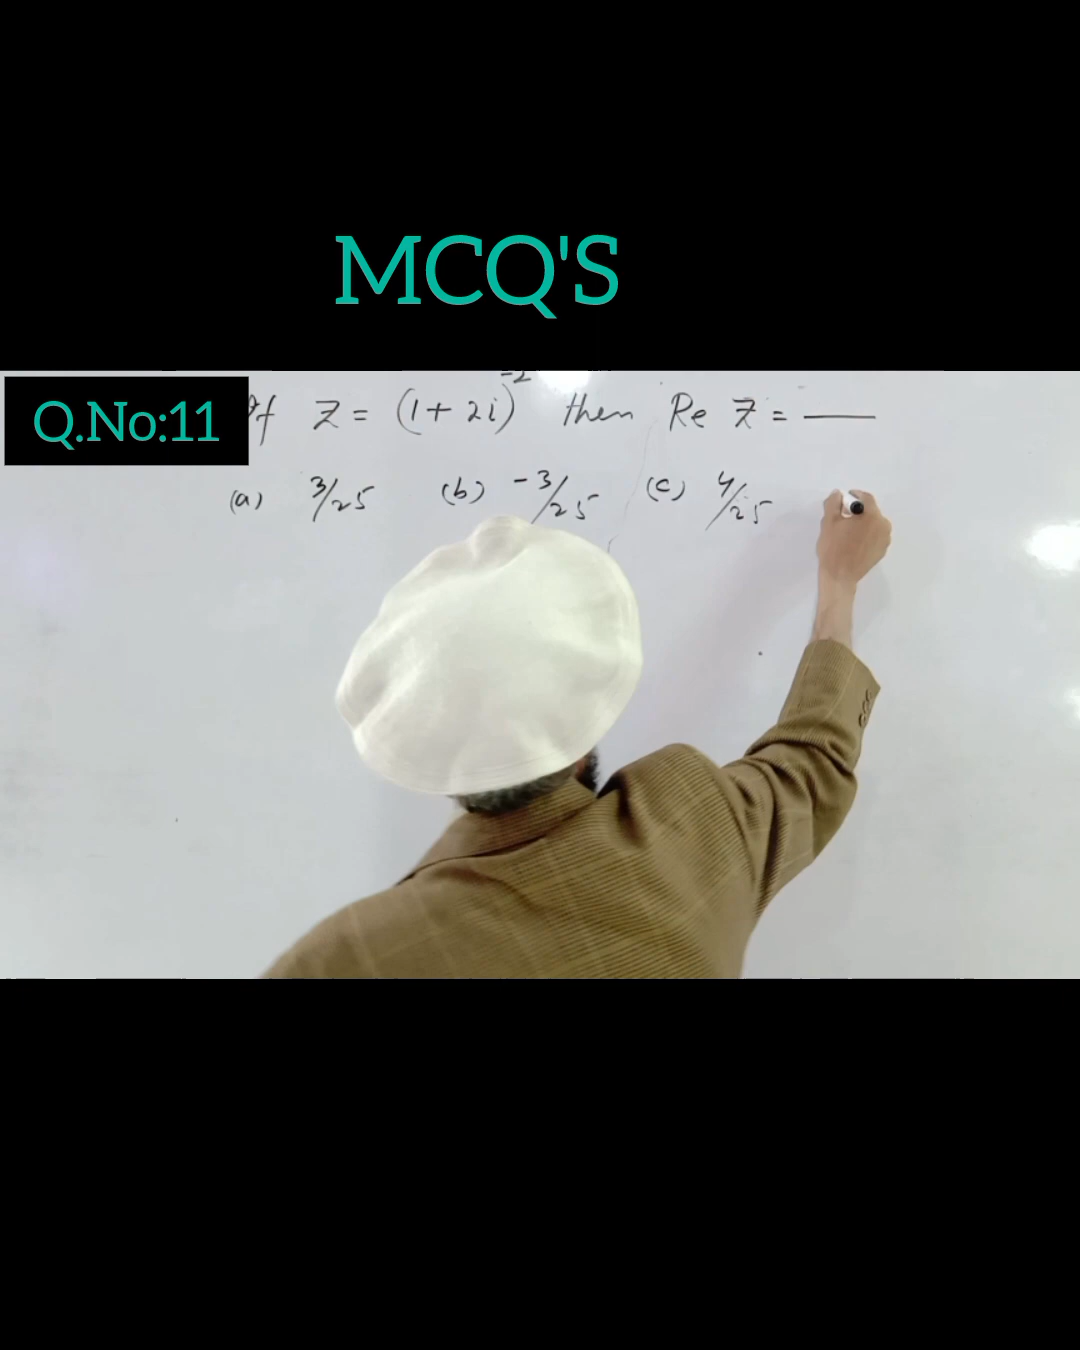 MCQ'S
Q.No:11
If Z = (1 + 2i)⁻² then Re Z = ___
(a) 3/25 (b) -3/25 (c) 4/25